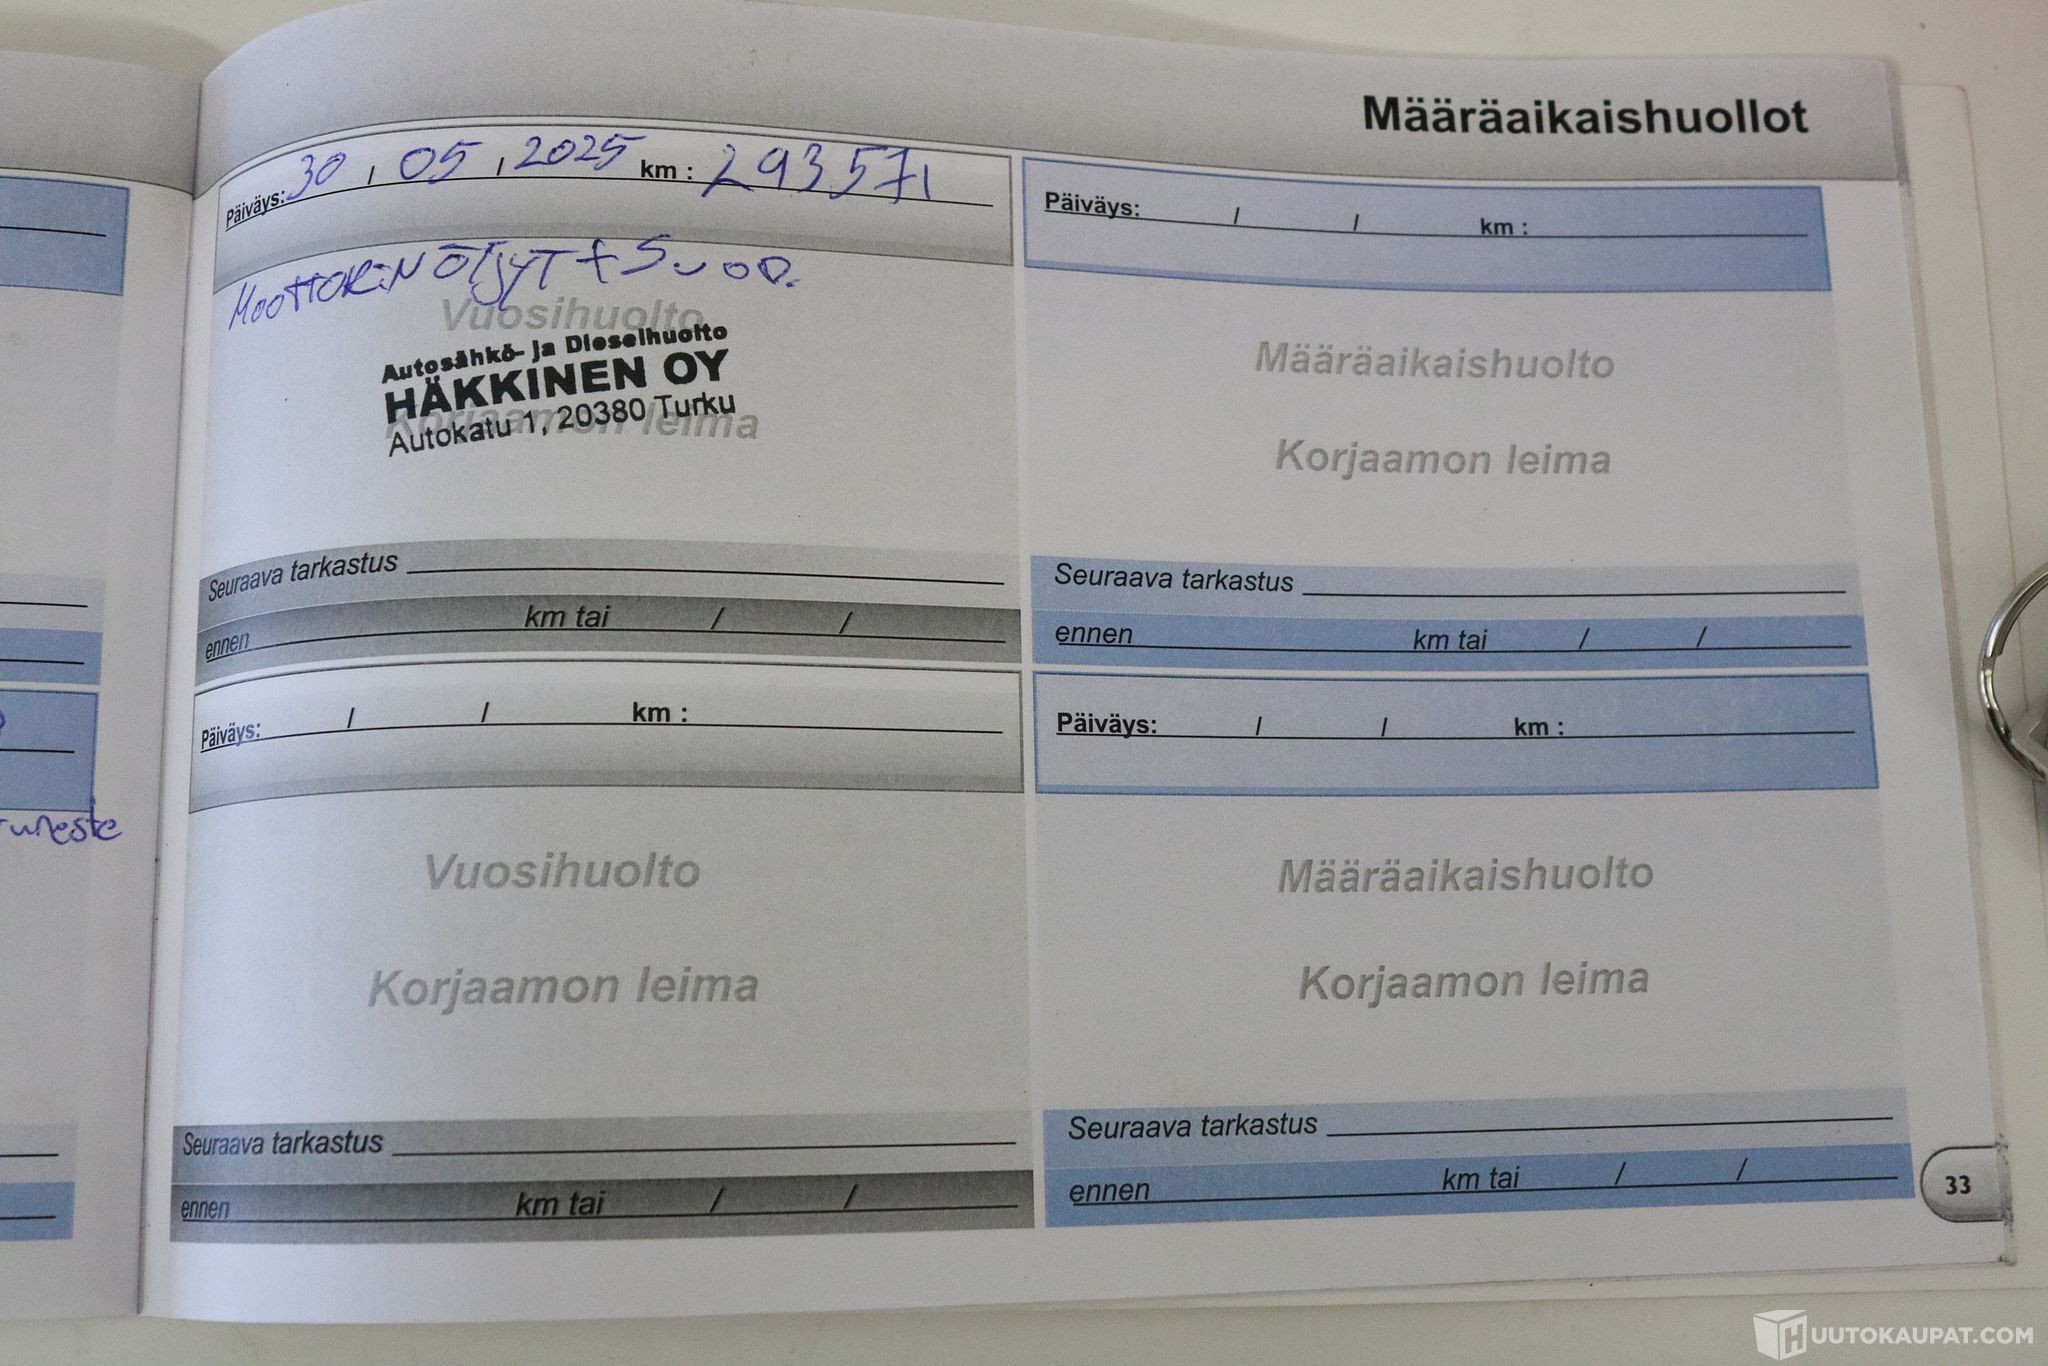 Määräaikaishuollot
Päiväys: 30 / 05 / 2025 km : 293571
MOOTTORiN ÖljYT + SUOD.
Vuosihuolto
Autosähkö- ja Dieselhuolto
HÄKKINEN OY
Autokatu 1, 20380 Turku
Korjaamon leima
Seuraava tarkastus
ennen km tai / /
Päiväys: / / km :
Määräaikaishuolto
Korjaamon leima
Seuraava tarkastus
ennen km tai / /
Päiväys: / / km :
Vuosihuolto
Korjaamon leima
Seuraava tarkastus
ennen km tai / /
Päiväys: / / km :
Määräaikaishuolto
Korjaamon leima
Seuraava tarkastus
ennen km tai / /
33
HUUTOKAUPAT.COM